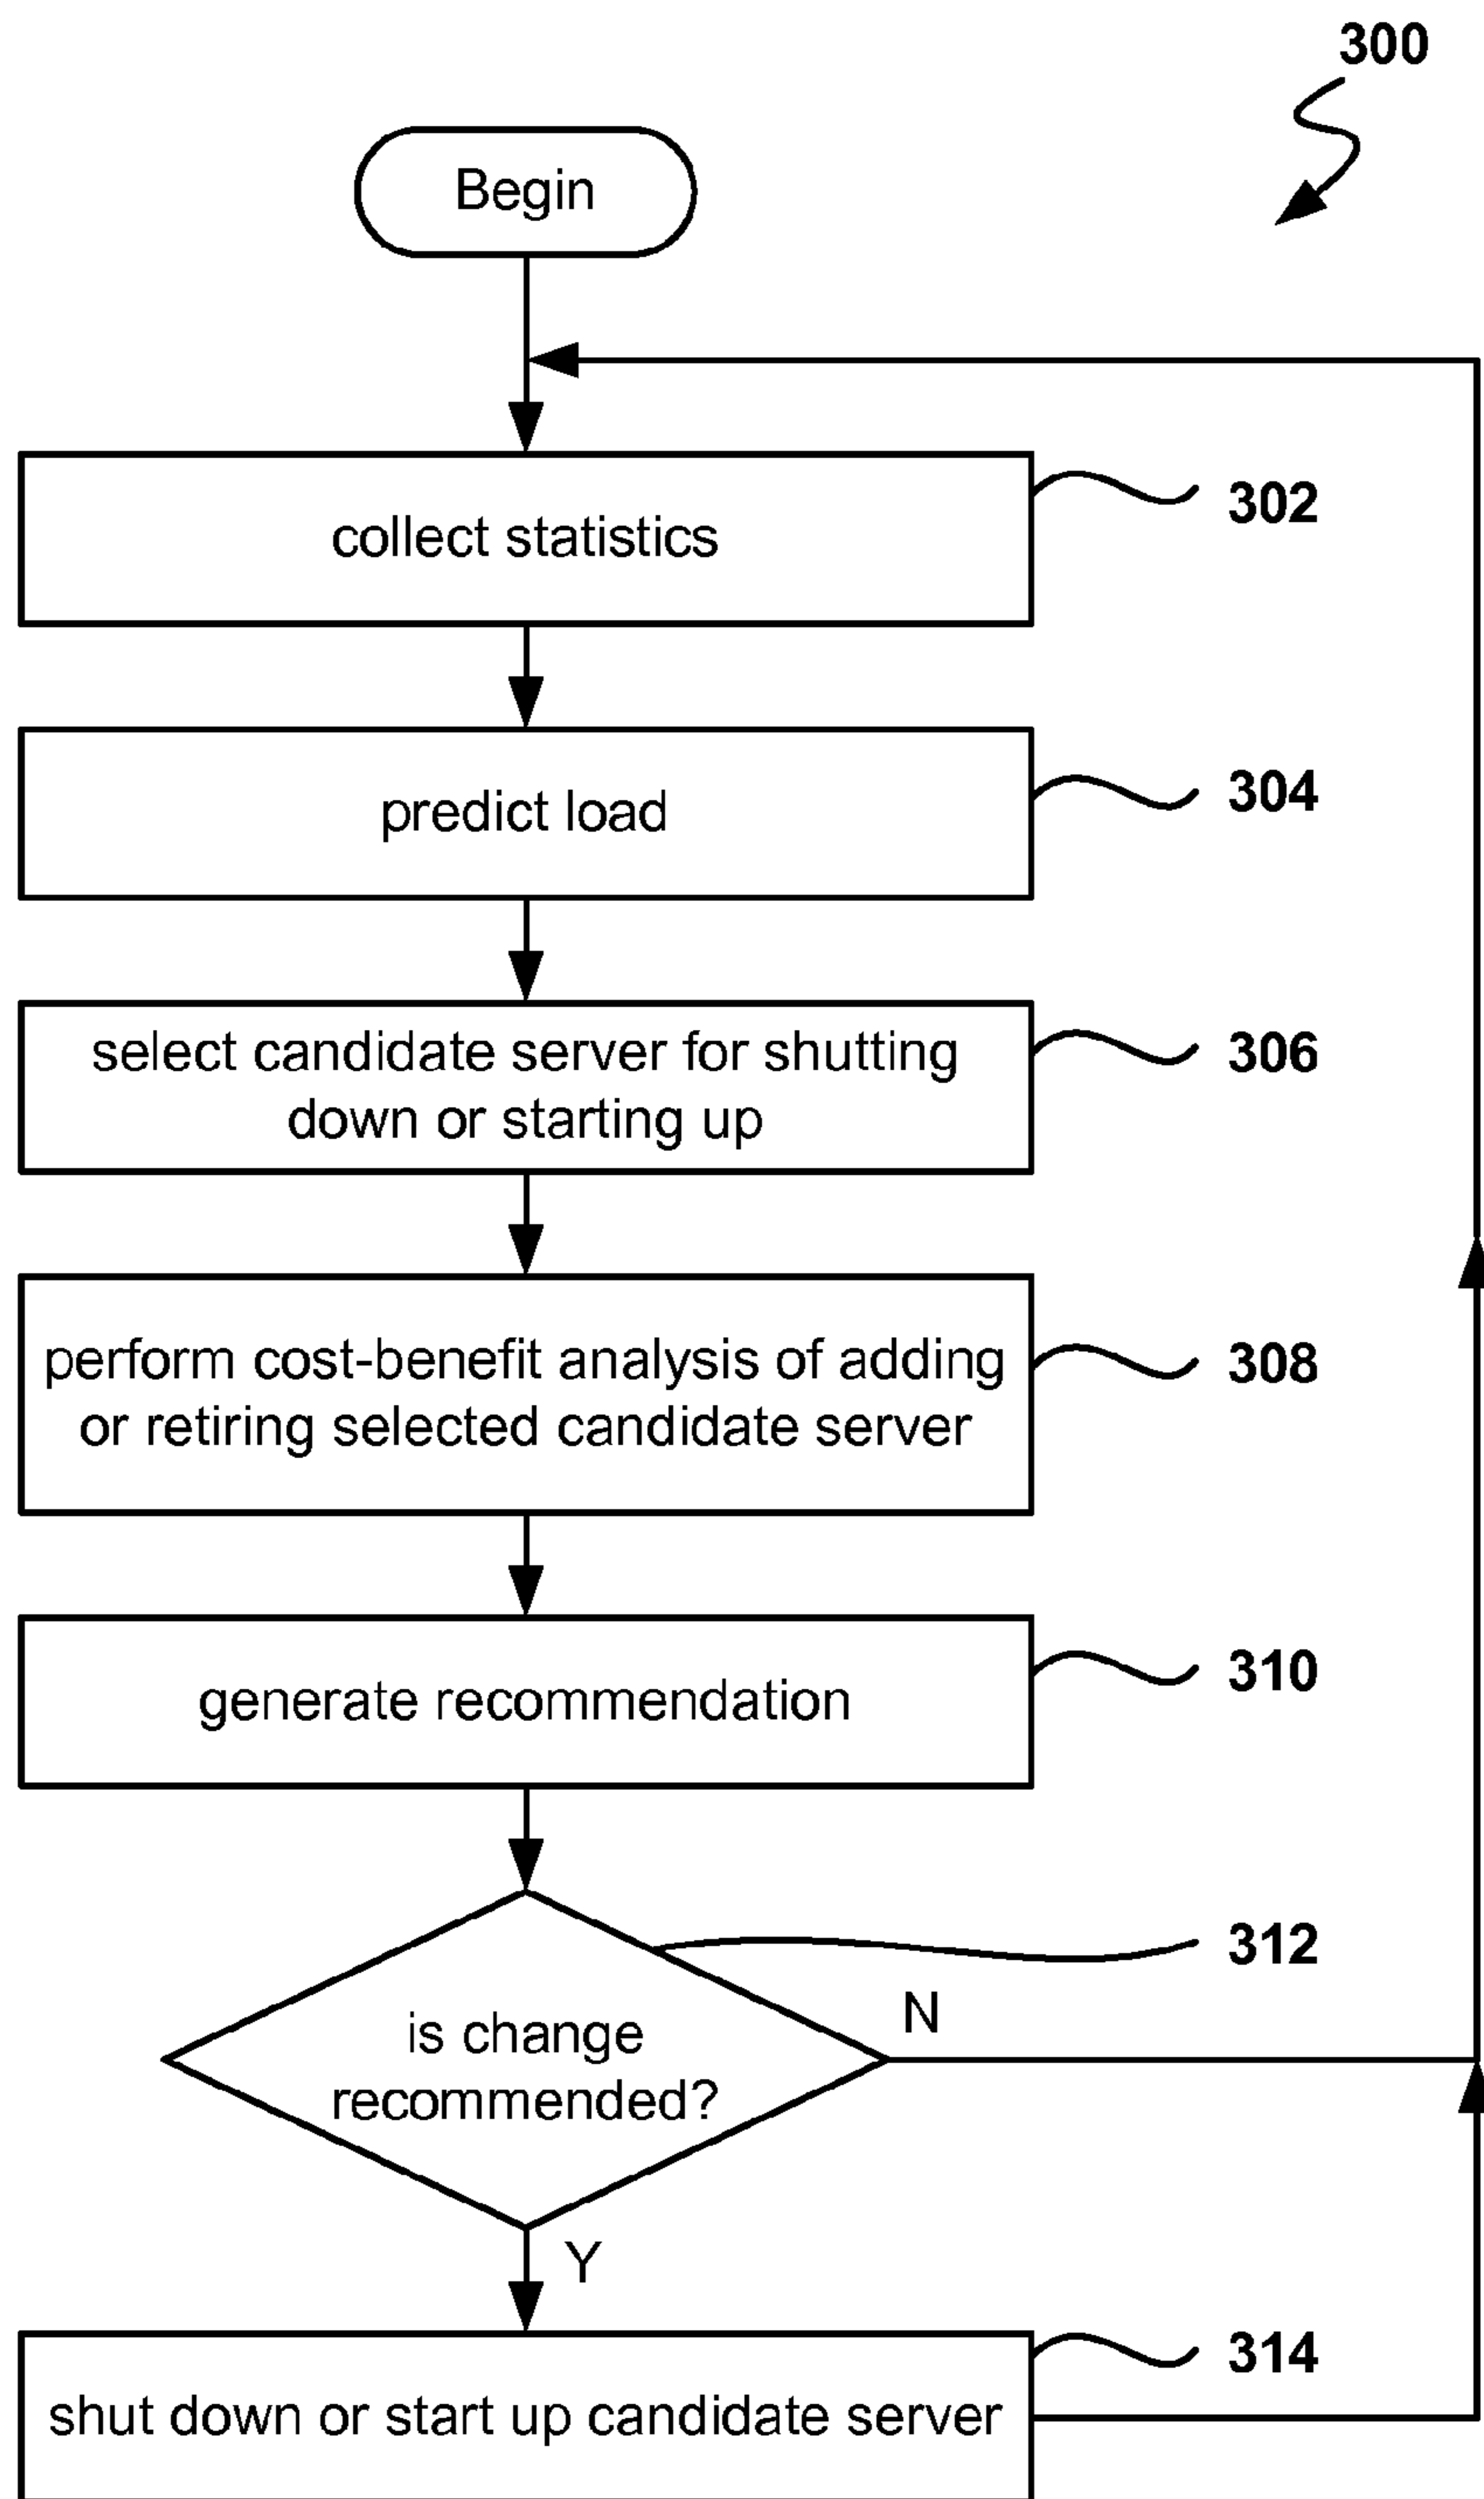 300
Begin
collect statistics
302
predict load
304
select candidate server for shutting
down or starting up
306
perform cost-benefit analysis of adding
or retiring selected candidate server
308
generate recommendation
310
312
is change
recommended?
N
Y
shut down or start up candidate server
314